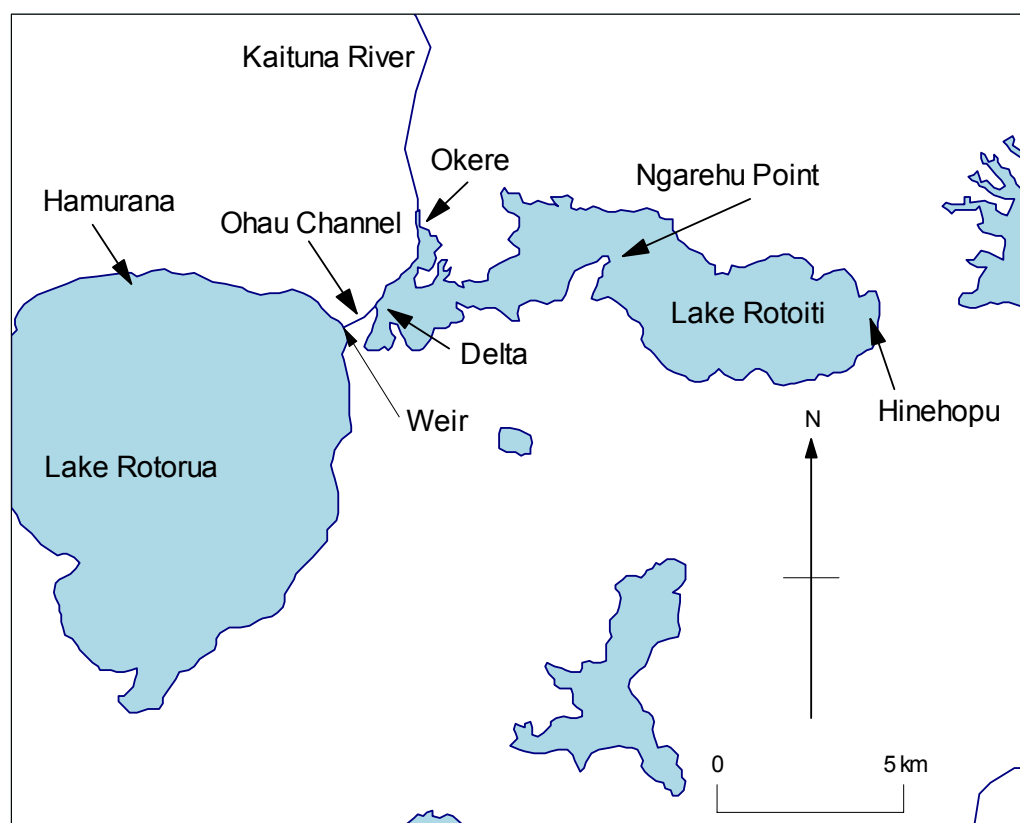 Kaituna River
Okere
Ngarehu Point
Hamurana
Ohau Channel
Lake Rotoiti
Delta
Hinehopu
Weir
N
Lake Rotorua
0
5 km